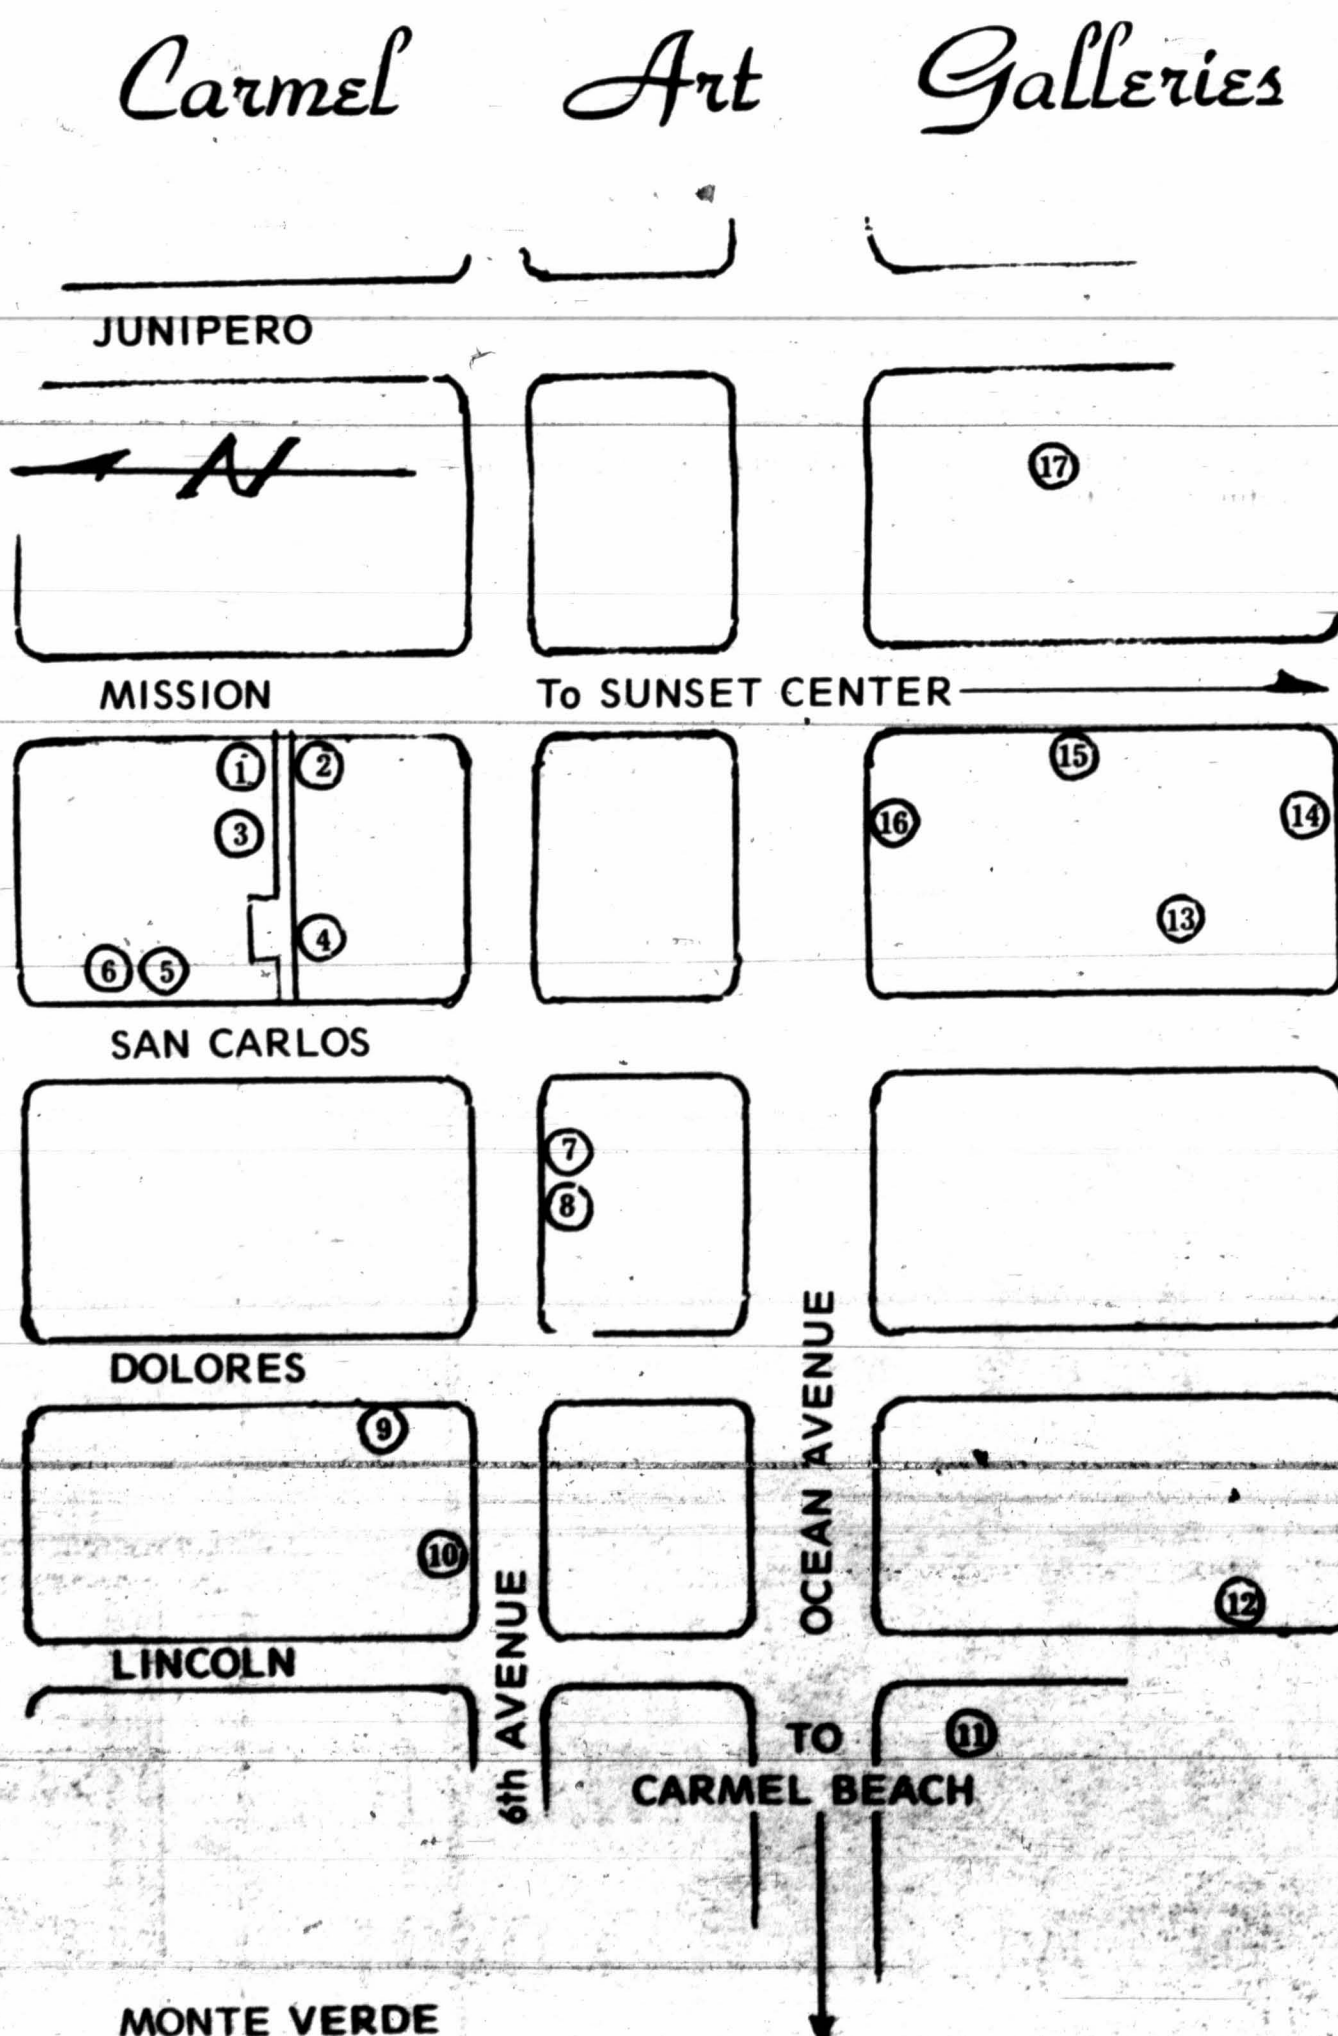 Carmel Art Galleries
JUNIPERO
N
17
MISSION
To SUNSET CENTER
1
2
15
3
16
14
4
13
6
5
SAN CARLOS
7
8
DOLORES
9
OCEAN AVENUE
10
6th AVENUE
12
LINCOLN
11
TO
CARMEL BEACH
MONTE VERDE